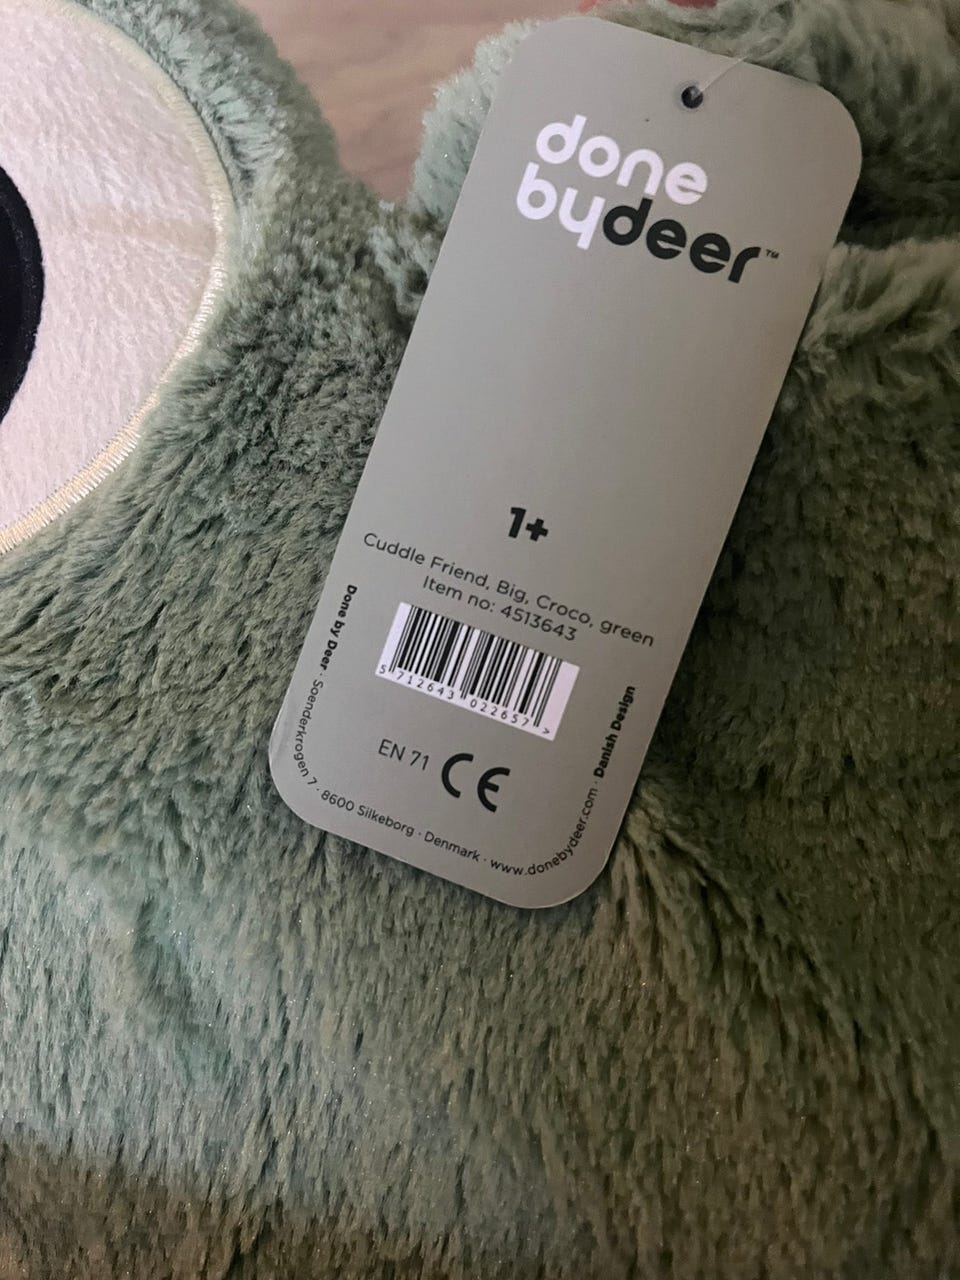 done
bydeer™
1+
Cuddle Friend, Big, Croco, green
Item no: 4513643
5 712643 022657 >
EN 71 CE
Done by Deer · Soenderkrogen 7 · 8600 Silkeborg · Denmark · www.donebydeer.com · Danish Design